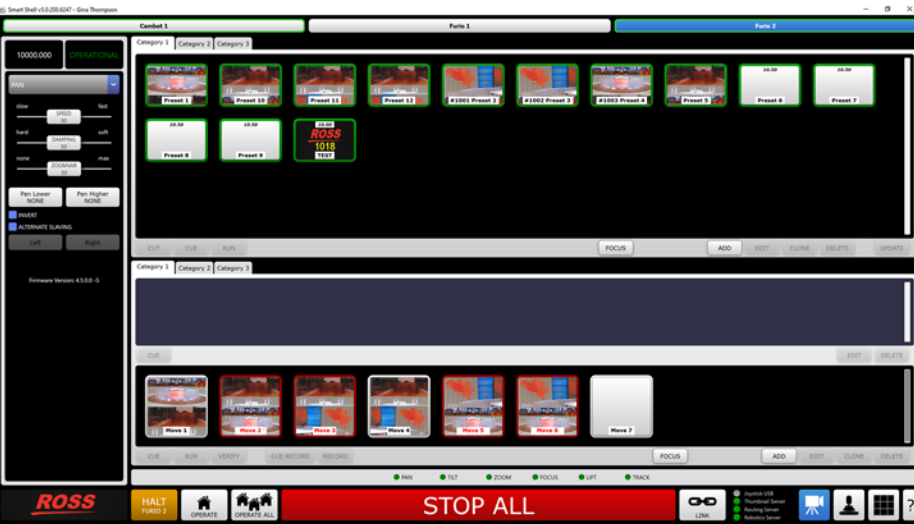 Smart Shell v5.0.200.6247 - Gina Thompson
Cambot 1
Furio 1
Furio 2
10000.000
OPERATIONAL
PAN
slow
fast
SPEED
50
hard
soft
DAMPING
50
none
max
ZOOMVAR
50
Pan Lower
NONE
Pan Higher
NONE
INVERT
ALTERNATE SLAVING
Left
Right
Firmware Version: 4.5.0.0 -5
Category 1
Category 2
Category 3
Preset 1
Preset 10
Preset 11
Preset 12
#1001 Preset 2
#1002 Preset 3
#1003 Preset 4
Preset 5
Preset 6
Preset 7
Preset 8
Preset 9
ROSS
1018
TEST
CUT
CUE
RUN
FOCUS
ADD
EDIT
CLONE
DELETE
UPDATE
Category 1
Category 2
Category 3
CUE
EDIT
DELETE
Move 1
Move 2
Move 3
Move 4
Move 5
Move 6
Move 7
CUE
RUN
VERIFY
CUE RECORD
RECORD
FOCUS
ADD
EDIT
CLONE
DELETE
PAN
TILT
ZOOM
FOCUS
LIFT
TRACK
ROSS
HALT
FURIO 2
OPERATE
OPERATE ALL
STOP ALL
LINK
Joystick USB
Thumbnail Server
Routing Server
Robotics Server
?